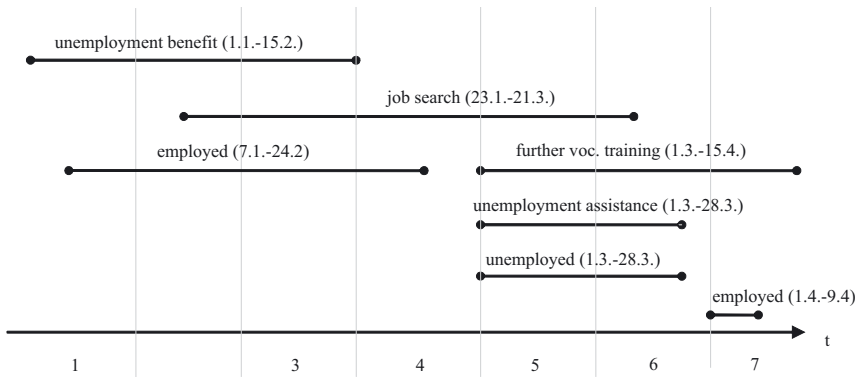 unemployment benefit (1.1.-15.2.)
job search (23.1.-21.3.)
employed (7.1.-24.2)
further voc. training (1.3.-15.4.)
unemployment assistance (1.3.-28.3.)
unemployed (1.3.-28.3.)
employed (1.4.-9.4)
t
1 3 4 5 6 7